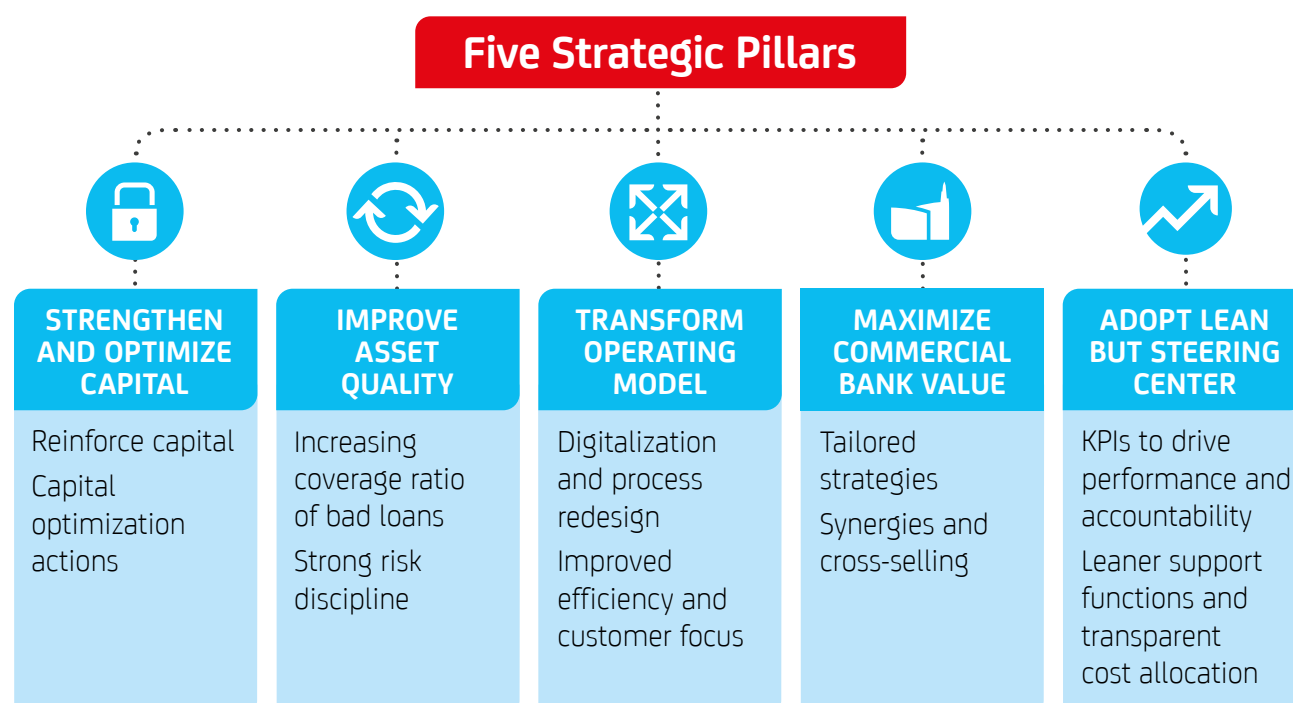 Five Strategic Pillars
STRENGTHEN
AND OPTIMIZE
CAPITAL
Reinforce capital
Capital
optimization
actions
IMPROVE
ASSET
QUALITY
Increasing
coverage ratio
of bad loans
Strong risk
discipline
TRANSFORM
OPERATING
MODEL
Digitalization
and process
redesign
Improved
efficiency and
customer focus
MAXIMIZE
COMMERCIAL
BANK VALUE
Tailored
strategies
Synergies and
cross-selling
ADOPT LEAN
BUT STEERING
CENTER
KPIs to drive
performance and
accountability
Leaner support
functions and
transparent
cost allocation